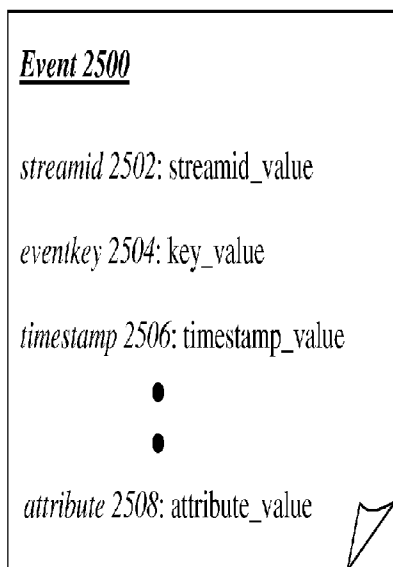 Event 2500
streamid 2502: streamid_value
eventkey 2504: key_value
timestamp 2506: timestamp_value
•
•
attribute 2508: attribute_value